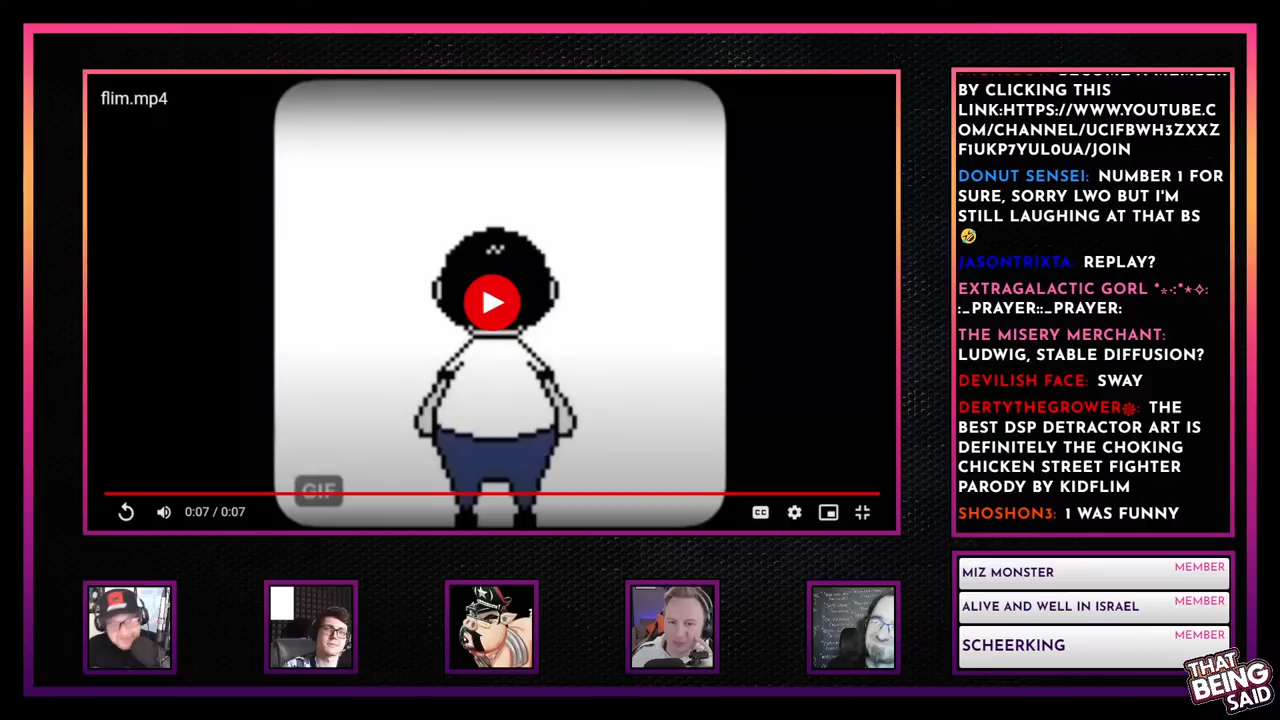 flim.mp4
GIF
0:07 / 0:07
CC
BY CLICKING THIS
LINK:HTTPS://WWW.YOUTUBE.C
OM/CHANNEL/UCIFBWH3ZXXZ
F1UKP7YUL0UA/JOIN
DONUT SENSEI: NUMBER 1 FOR
SURE, SORRY LWO BUT I'M
STILL LAUGHING AT THAT BS
🤣
JASONTRIXTA: REPLAY?
EXTRAGALACTIC GORL
:_PRAYER::_PRAYER:
THE MISERY MERCHANT:
LUDWIG, STABLE DIFFUSION?
DEVILISH FACE: SWAY
DERTYTHEGROWER: THE
BEST DSP DETRACTOR ART IS
DEFINITELY THE CHOKING
CHICKEN STREET FIGHTER
PARODY BY KIDFLIM
SHOSHON3: 1 WAS FUNNY
MIZ MONSTER MEMBER
ALIVE AND WELL IN ISRAEL MEMBER
SCHEERKING MEMBER
THAT
BEING
SAID